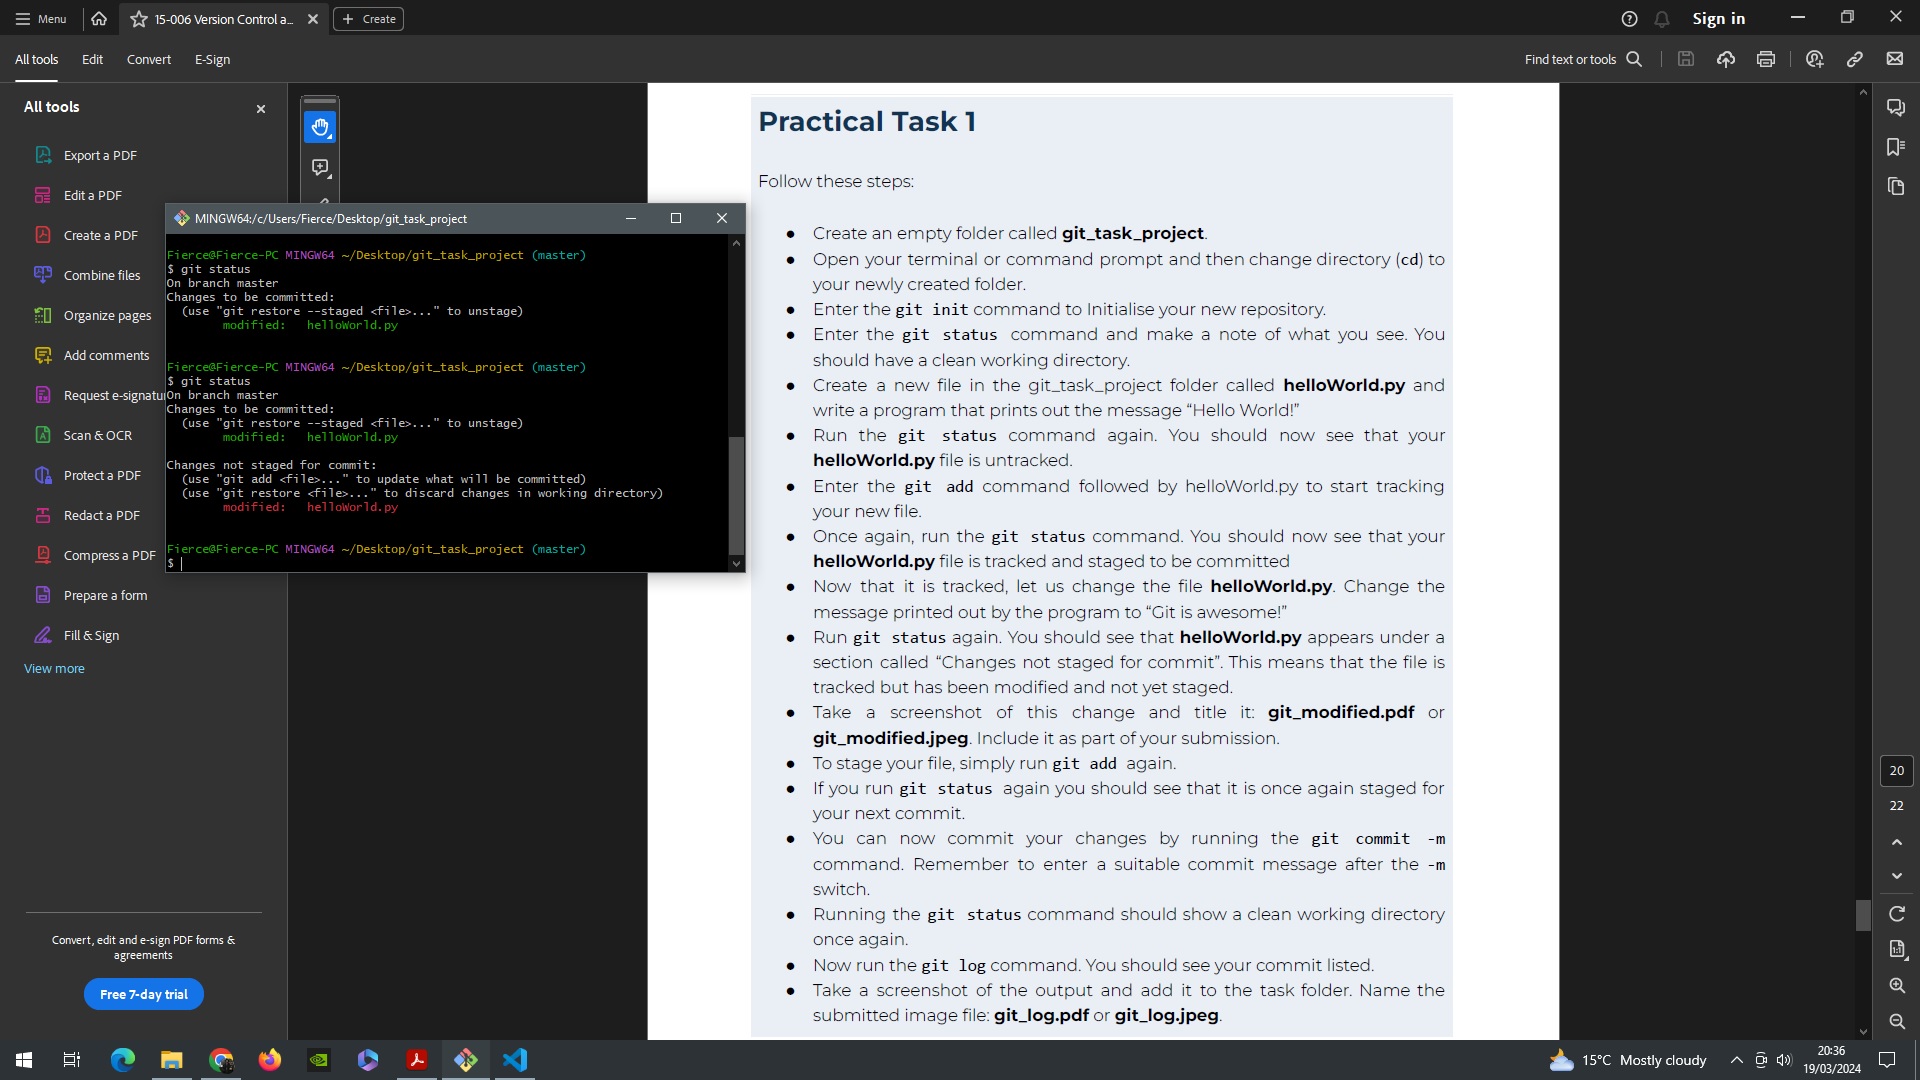 Menu
15-006 Version Control a...
Create
Sign in
All tools
Edit
Convert
E-Sign
Find text or tools
All tools
Export a PDF
Edit a PDF
Create a PDF
Combine files
Organize pages
Add comments
Request e-signatu
Scan & OCR
Protect a PDF
Redact a PDF
Compress a PDF
Prepare a form
Fill & Sign
View more
Convert, edit and e-sign PDF forms &
agreements
Free 7-day trial
MINGW64:/c/Users/Fierce/Desktop/git_task_project
Fierce@Fierce-PC MINGW64 ~/Desktop/git_task_project (master)
$ git status
On branch master
Changes to be committed:
(use "git restore --staged <file>..." to unstage)
modified: helloWorld.py
Fierce@Fierce-PC MINGW64 ~/Desktop/git_task_project (master)
$ git status
On branch master
Changes to be committed:
(use "git restore --staged <file>..." to unstage)
modified: helloWorld.py
Changes not staged for commit:
(use "git add <file>..." to update what will be committed)
(use "git restore <file>..." to discard changes in working directory)
modified: helloWorld.py
Fierce@Fierce-PC MINGW64 ~/Desktop/git_task_project (master)
$
Practical Task 1
Follow these steps:
● Create an empty folder called git_task_project.
● Open your terminal or command prompt and then change directory (cd) to
your newly created folder.
● Enter the git init command to Initialise your new repository.
● Enter the git status command and make a note of what you see. You
should have a clean working directory.
● Create a new file in the git_task_project folder called helloWorld.py and
write a program that prints out the message “Hello World!”
● Run the git status command again. You should now see that your
helloWorld.py file is untracked.
● Enter the git add command followed by helloWorld.py to start tracking
your new file.
● Once again, run the git status command. You should now see that your
helloWorld.py file is tracked and staged to be committed
● Now that it is tracked, let us change the file helloWorld.py. Change the
message printed out by the program to “Git is awesome!”
● Run git status again. You should see that helloWorld.py appears under a
section called “Changes not staged for commit”. This means that the file is
tracked but has been modified and not yet staged.
● Take a screenshot of this change and title it: git_modified.pdf or
git_modified.jpeg. Include it as part of your submission.
● To stage your file, simply run git add again.
● If you run git status again you should see that it is once again staged for
your next commit.
● You can now commit your changes by running the git commit -m
command. Remember to enter a suitable commit message after the -m
switch.
● Running the git status command should show a clean working directory
once again.
● Now run the git log command. You should see your commit listed.
● Take a screenshot of the output and add it to the task folder. Name the
submitted image file: git_log.pdf or git_log.jpeg.
20
22
15°C Mostly cloudy
20:36
19/03/2024